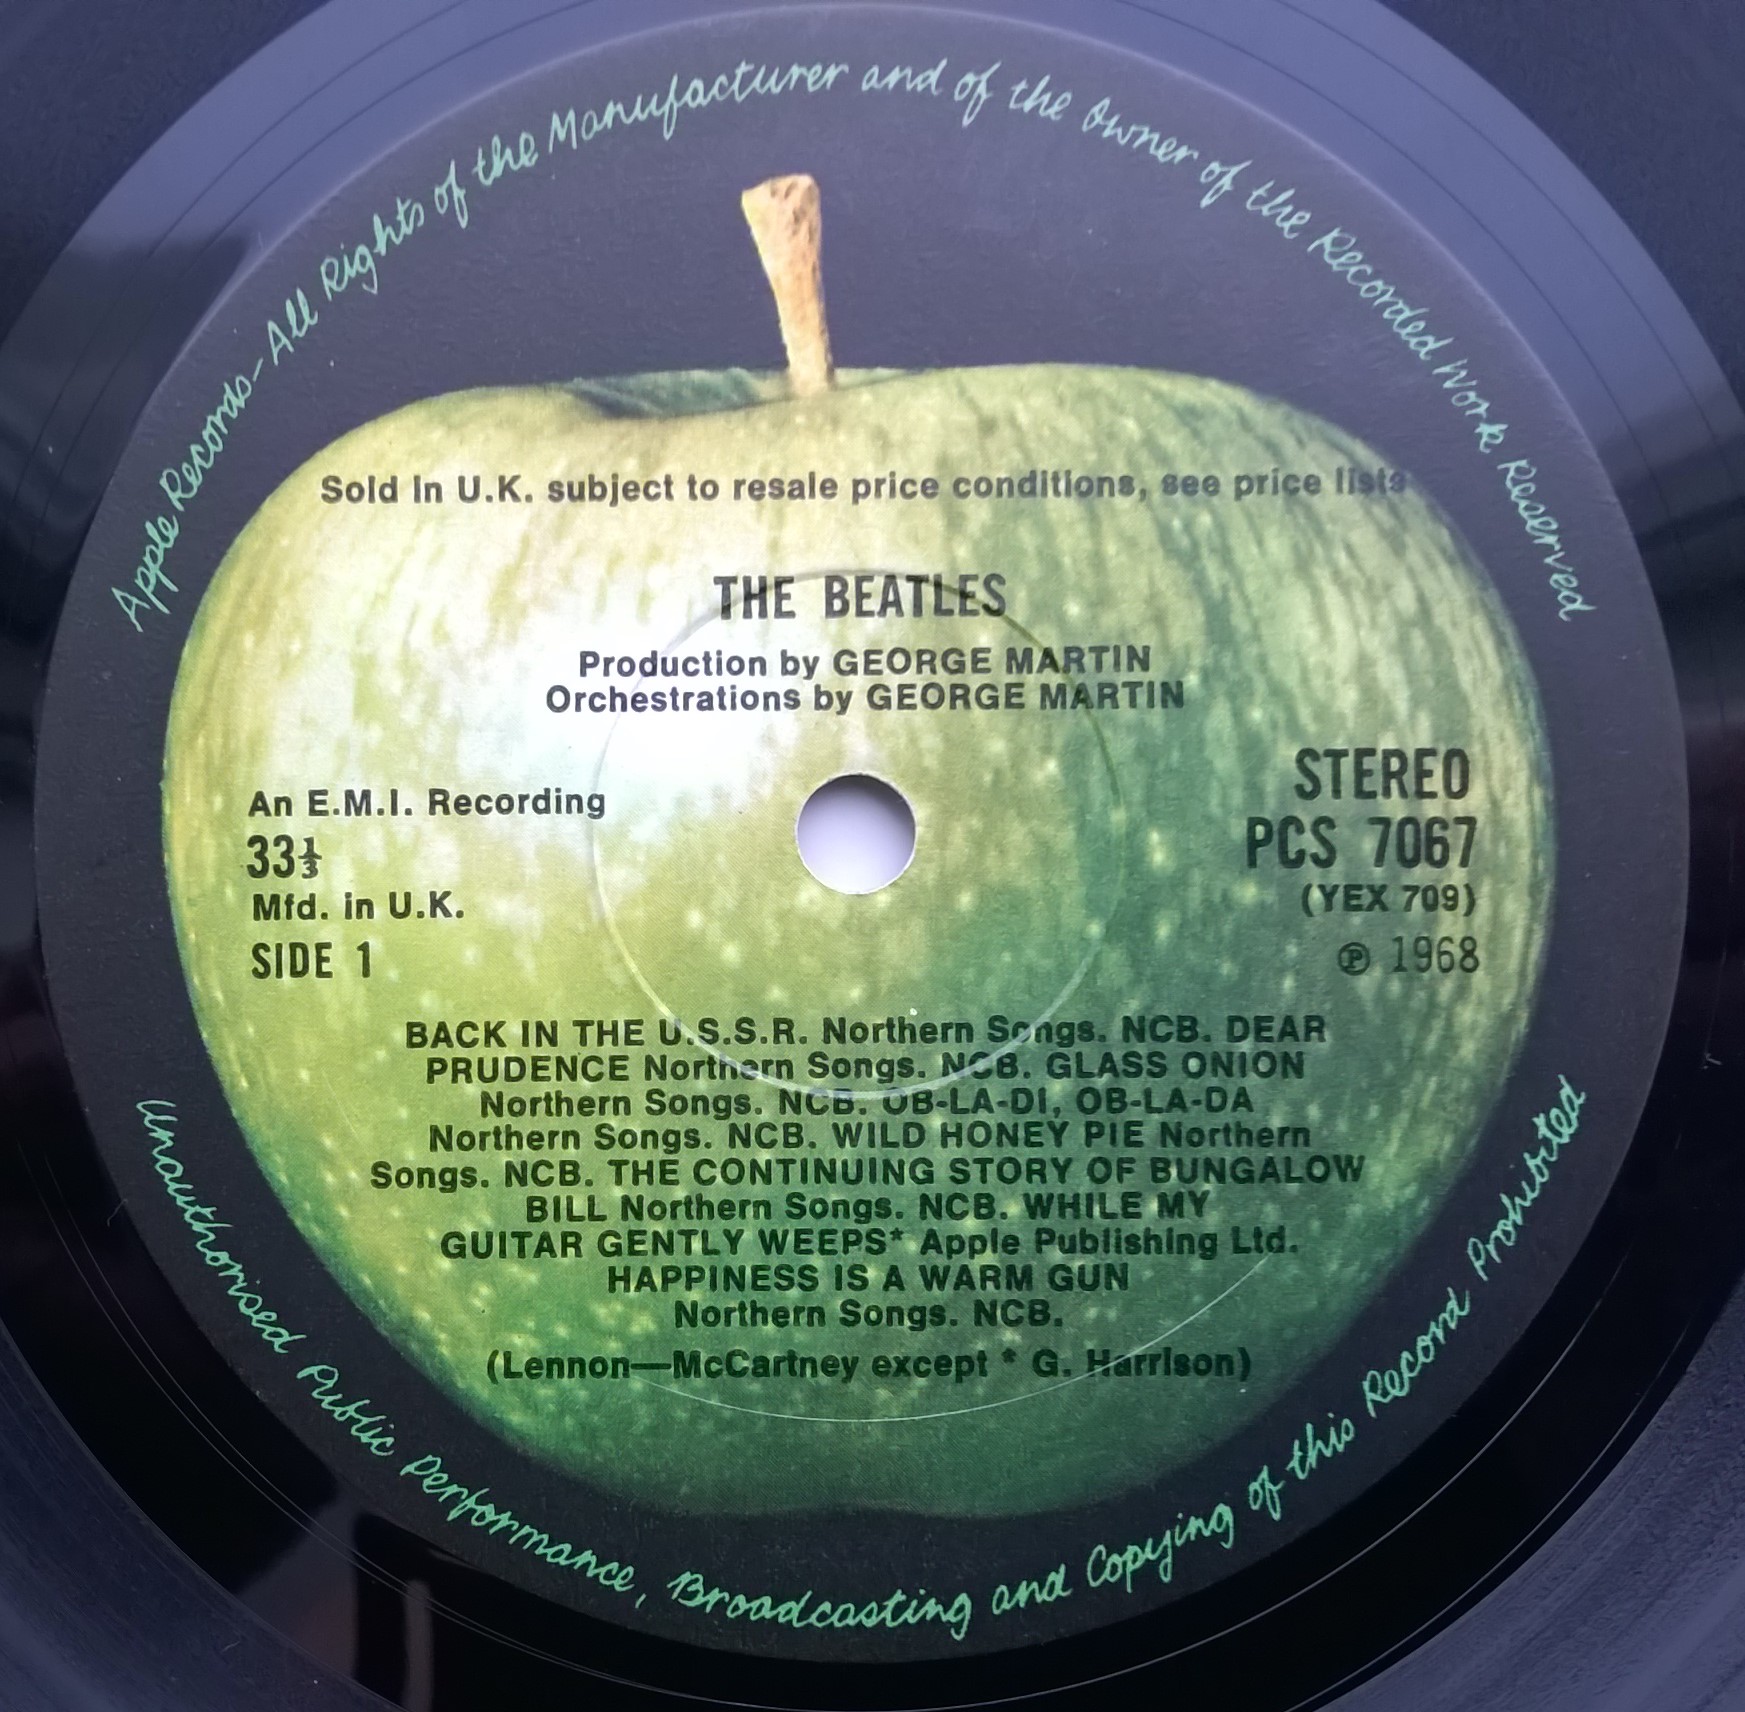 Apple Records - All Rights of the Manufacturer and of the Owner of the Recorded Work Reserved
Sold in U.K. subject to resale price conditions, see price lists
THE BEATLES
Production by GEORGE MARTIN
Orchestrations by GEORGE MARTIN
An E.M.I. Recording
33⅓
Mfd. in U.K.
SIDE 1
STEREO
PCS 7067
(YEX 709)
℗ 1968
BACK IN THE U.S.S.R. Northern Songs. NCB. DEAR
PRUDENCE Northern Songs. NCB. GLASS ONION
Northern Songs. NCB. OB-LA-DI, OB-LA-DA
Northern Songs. NCB. WILD HONEY PIE Northern
Songs. NCB. THE CONTINUING STORY OF BUNGALOW
BILL Northern Songs. NCB. WHILE MY
GUITAR GENTLY WEEPS* Apple Publishing Ltd.
HAPPINESS IS A WARM GUN
Northern Songs. NCB.
(Lennon—McCartney except * G. Harrison)
Unauthorised Public Performance, Broadcasting and Copying of this Record Prohibited